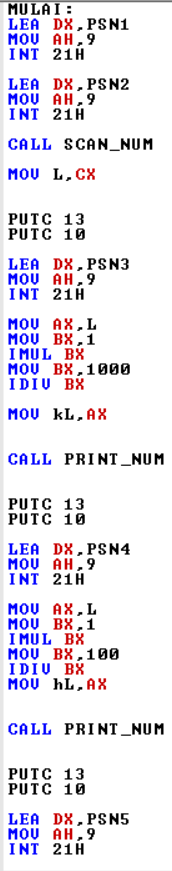 MULAI:
LEA DX,PSN1
MOV AH,9
INT 21H
LEA DX,PSN2
MOV AH,9
INT 21H
CALL SCAN_NUM
MOV L,CX
PUTC 13
PUTC 10
LEA DX,PSN3
MOV AH,9
INT 21H
MOV AX,L
MOV BX,1
IMUL BX
MOV BX,1000
IDIV BX
MOV kL,AX
CALL PRINT_NUM
PUTC 13
PUTC 10
LEA DX,PSN4
MOV AH,9
INT 21H
MOV AX,L
MOV BX,1
IMUL BX
MOV BX,100
IDIV BX
MOV hL,AX
CALL PRINT_NUM
PUTC 13
PUTC 10
LEA DX,PSN5
MOV AH,9
INT 21H